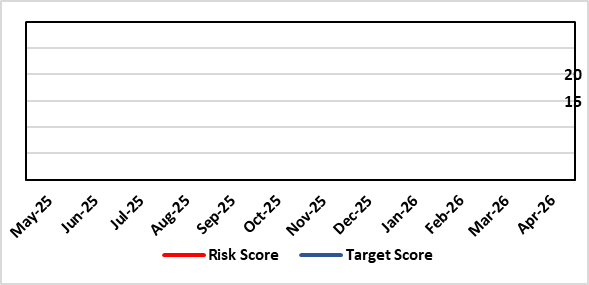 20
15
May-25 Jun-25 Jul-25 Aug-25 Sep-25 Oct-25 Nov-25 Dec-25 Jan-26 Feb-26 Mar-26 Apr-26
Risk Score Target Score